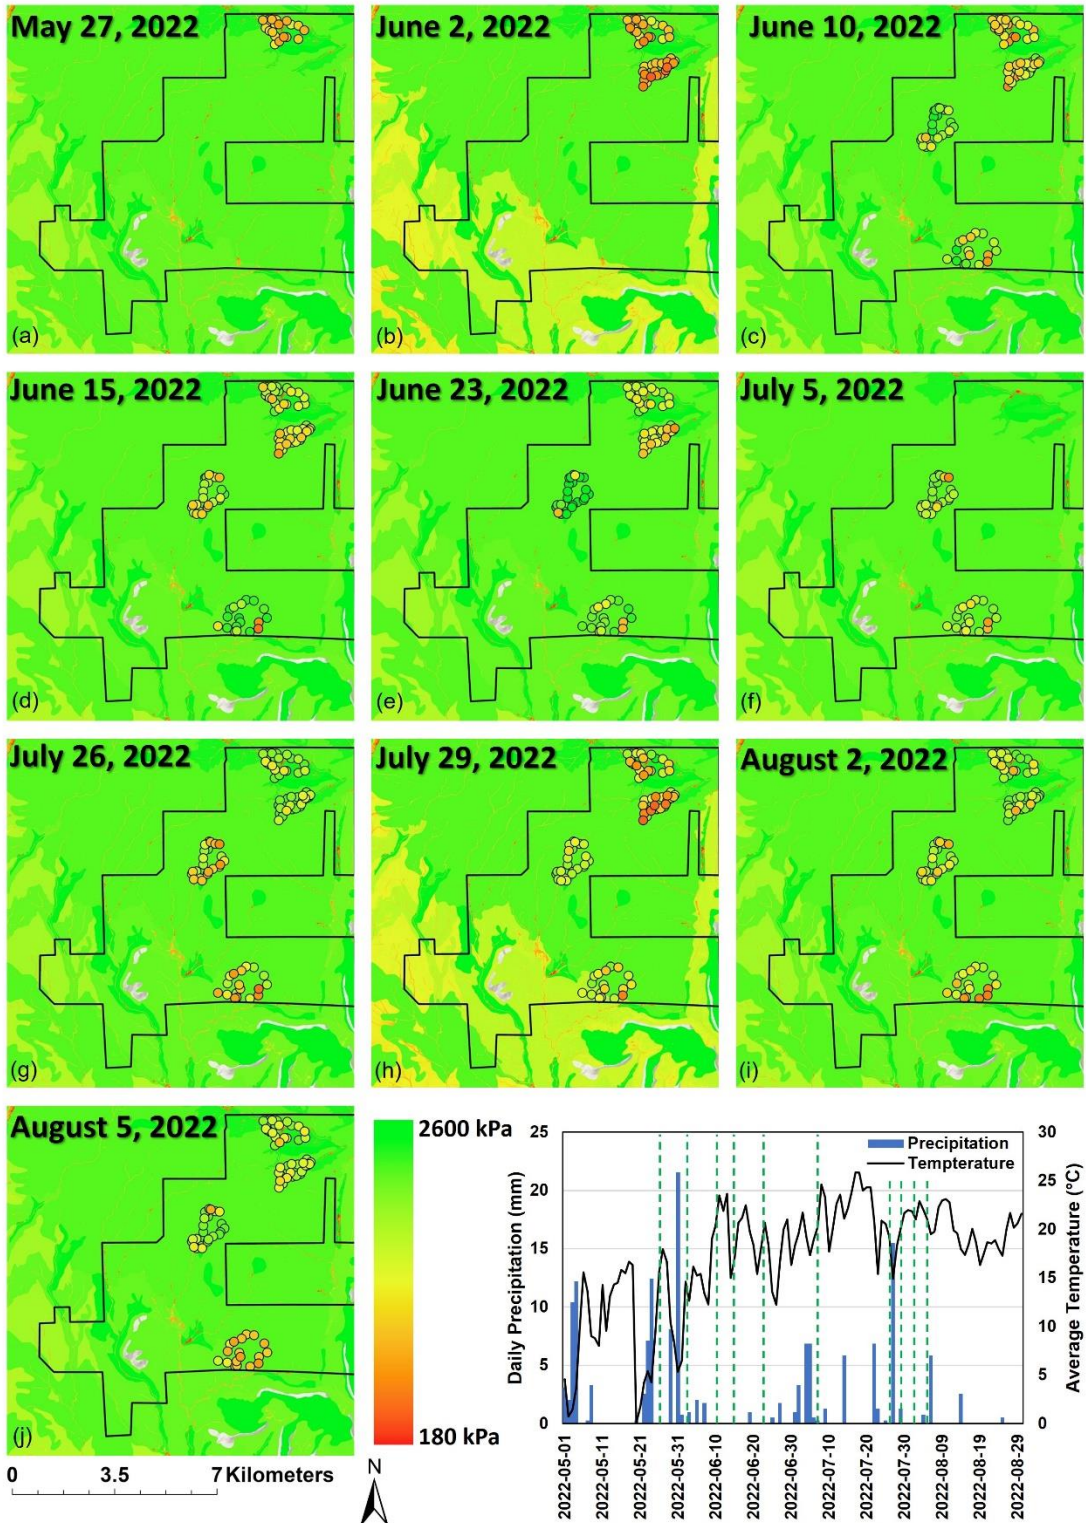 May 27, 2022
June 2, 2022
June 10, 2022
(a)
(b)
(c)
June 15, 2022
June 23, 2022
July 5, 2022
(d)
(e)
(f)
July 26, 2022
July 29, 2022
August 2, 2022
(g)
(h)
(i)
August 5, 2022
(j)
2600 kPa
180 kPa
0 3.5 7 Kilometers
N
Precipitation
Tempterature
Daily Precipitation (mm)
25
20
15
10
5
0
Average Temperature (°C)
30
25
20
15
10
5
0
2022-05-01
2022-05-11
2022-05-21
2022-05-31
2022-06-10
2022-06-20
2022-06-30
2022-07-10
2022-07-20
2022-07-30
2022-08-09
2022-08-19
2022-08-29